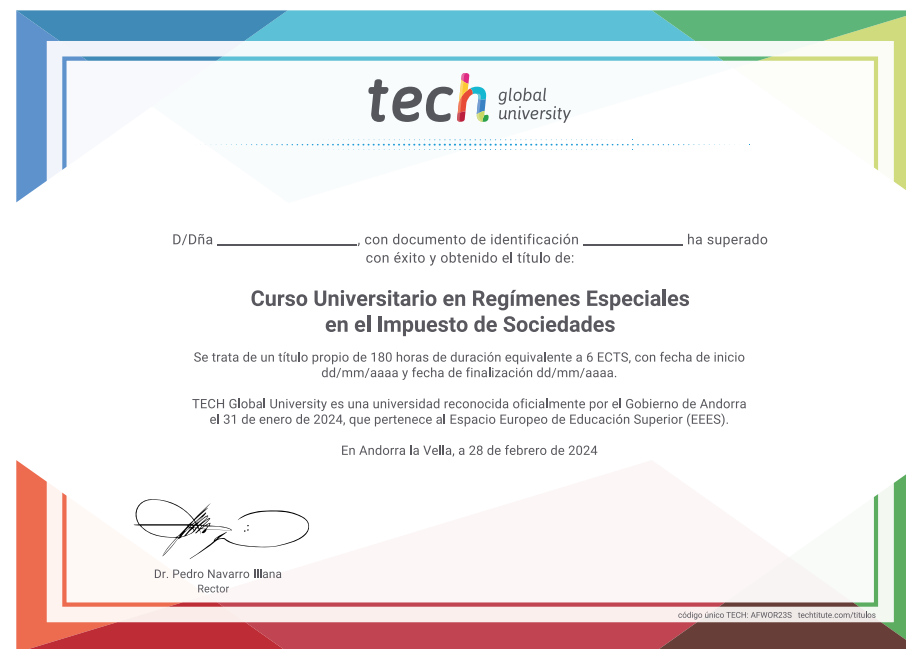 tech global university
D/Dña ____________________, con documento de identificación ______________ ha superado
con éxito y obtenido el título de:
Curso Universitario en Regímenes Especiales
en el Impuesto de Sociedades
Se trata de un título propio de 180 horas de duración equivalente a 6 ECTS, con fecha de inicio
dd/mm/aaaa y fecha de finalización dd/mm/aaaa.
TECH Global University es una universidad reconocida oficialmente por el Gobierno de Andorra
el 31 de enero de 2024, que pertenece al Espacio Europeo de Educación Superior (EEES).
En Andorra la Vella, a 28 de febrero de 2024
Dr. Pedro Navarro Illana
Rector
código único TECH: AFWOR23S techtitute.com/titulos